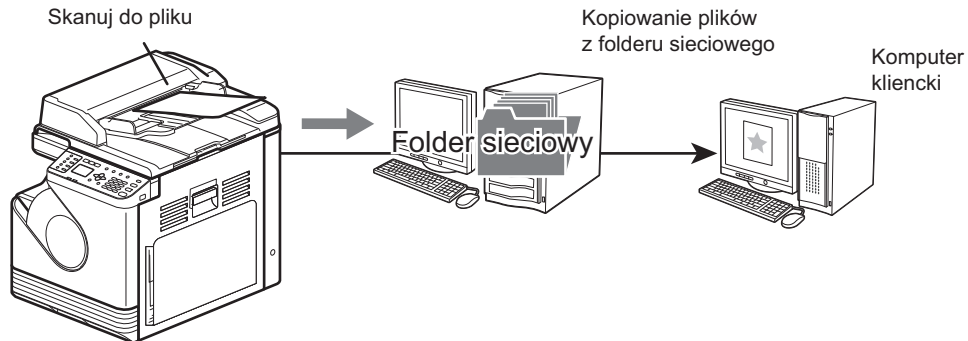 Skanuj do pliku
Kopiowanie plików
z folderu sieciowego
Komputer
kliencki
Folder sieciowy